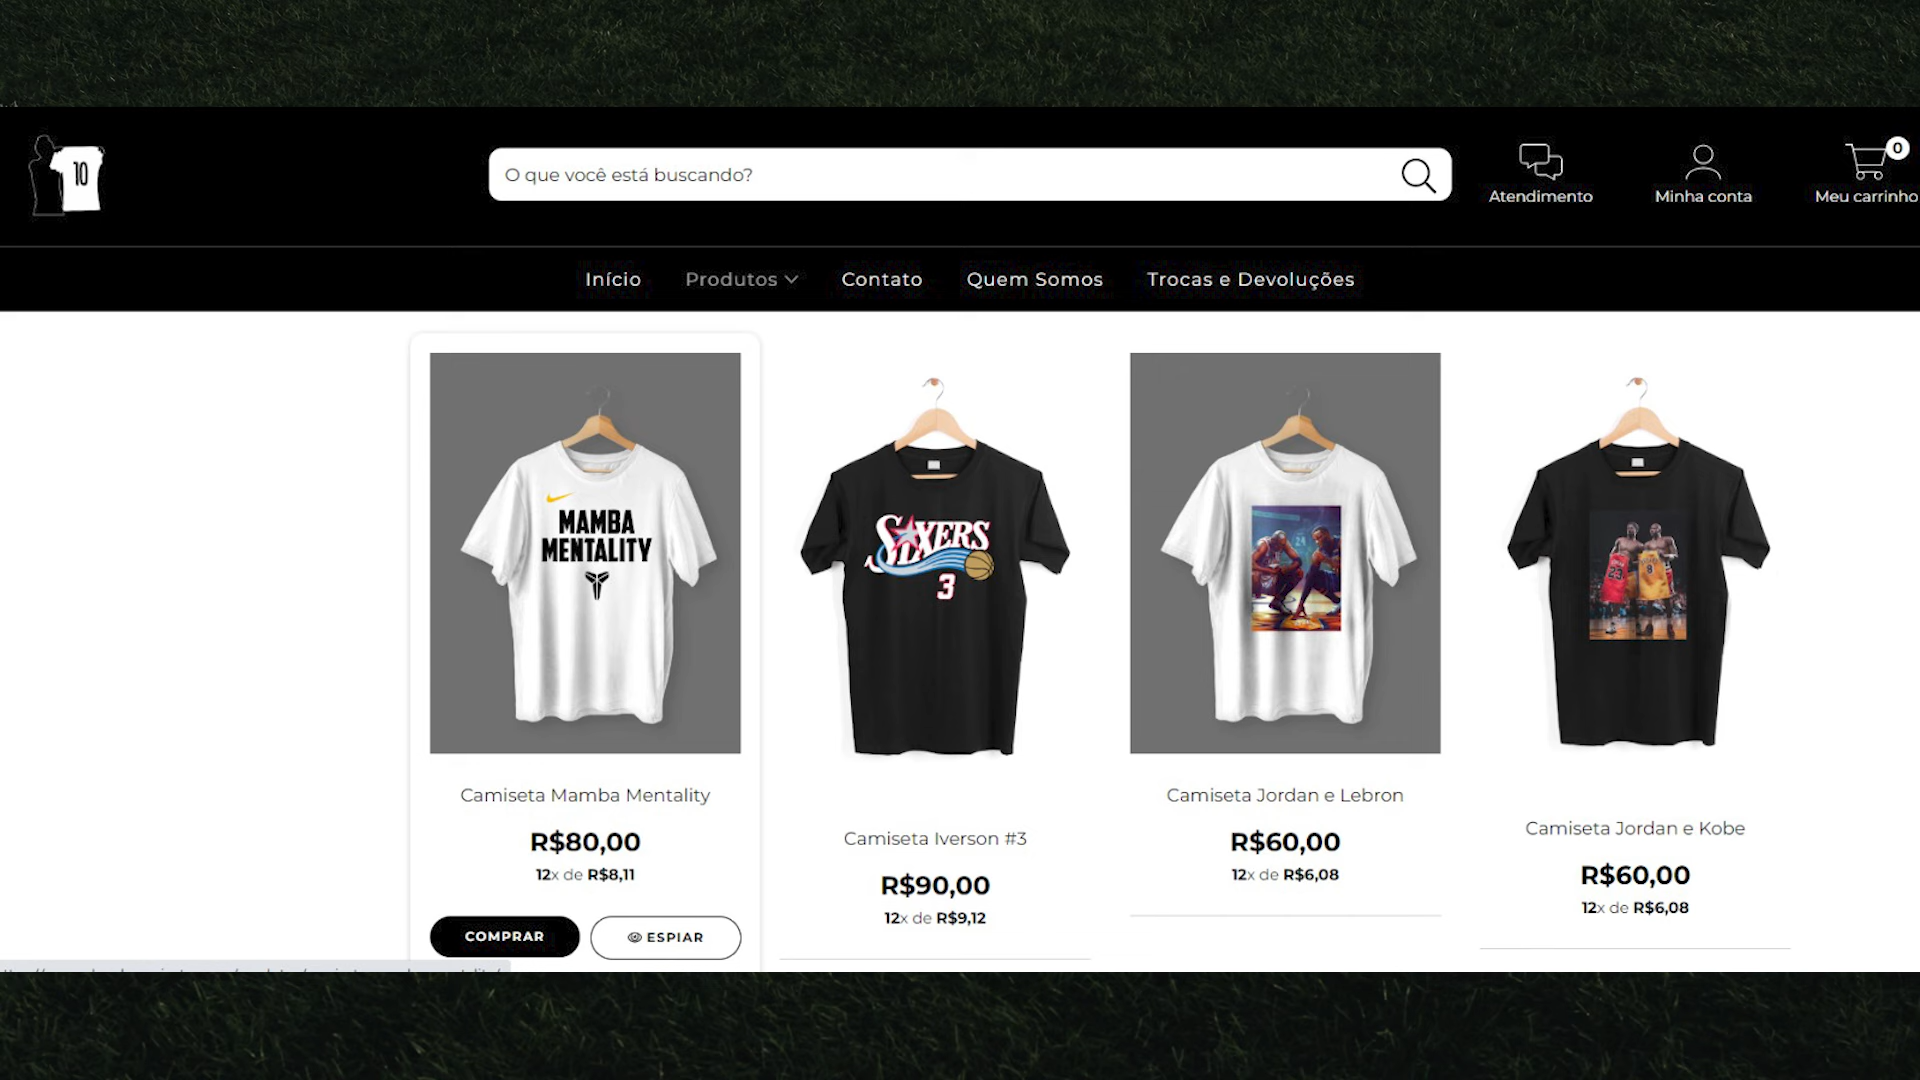 10
O que você está buscando?
Atendimento
Minha conta
0
Meu carrinho
Início
Produtos
Contato
Quem Somos
Trocas e Devoluções
MAMBA
MENTALITY
SIXERS
3
24
23
8
Camiseta Mamba Mentality
R$80,00
12x de R$8,11
COMPRAR
ESPIAR
Camiseta Iverson #3
R$90,00
12x de R$9,12
Camiseta Jordan e Lebron
R$60,00
12x de R$6,08
Camiseta Jordan e Kobe
R$60,00
12x de R$6,08